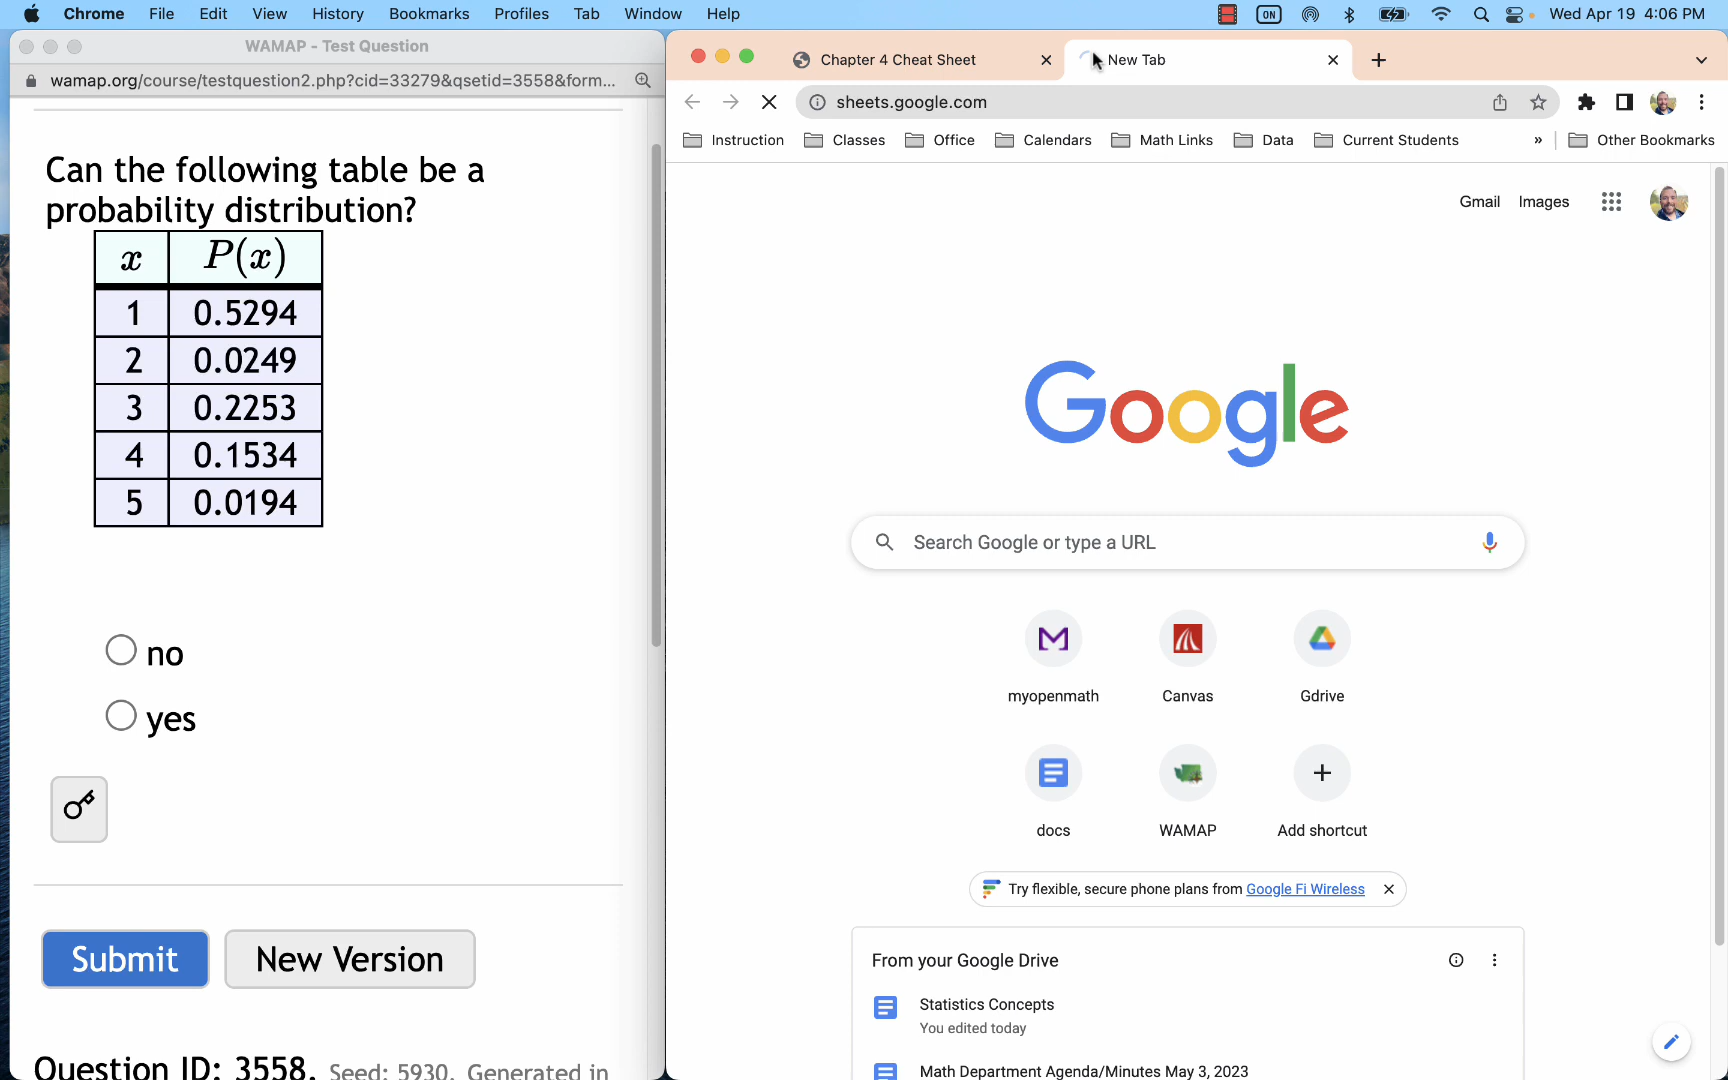 Chrome File Edit View History Bookmarks Profiles Tab Window Help ON Wed Apr 19 4:06 PM
WAMAP - Test Question
wamap.org/course/testquestion2.php?cid=33279&qsetid=3558&form...
Can the following table be a
probability distribution?
x P(x)
1 0.5294
2 0.0249
3 0.2253
4 0.1534
5 0.0194
no
yes
Submit New Version
Question ID: 3558. Seed: 5930. Generated in
Chapter 4 Cheat Sheet New Tab
sheets.google.com
Instruction Classes Office Calendars Math Links Data Current Students » Other Bookmarks
Gmail Images
Google
Search Google or type a URL
myopenmath Canvas Gdrive
docs WAMAP Add shortcut
Try flexible, secure phone plans from Google Fi Wireless
From your Google Drive
Statistics Concepts
You edited today
Math Department Agenda/Minutes May 3, 2023